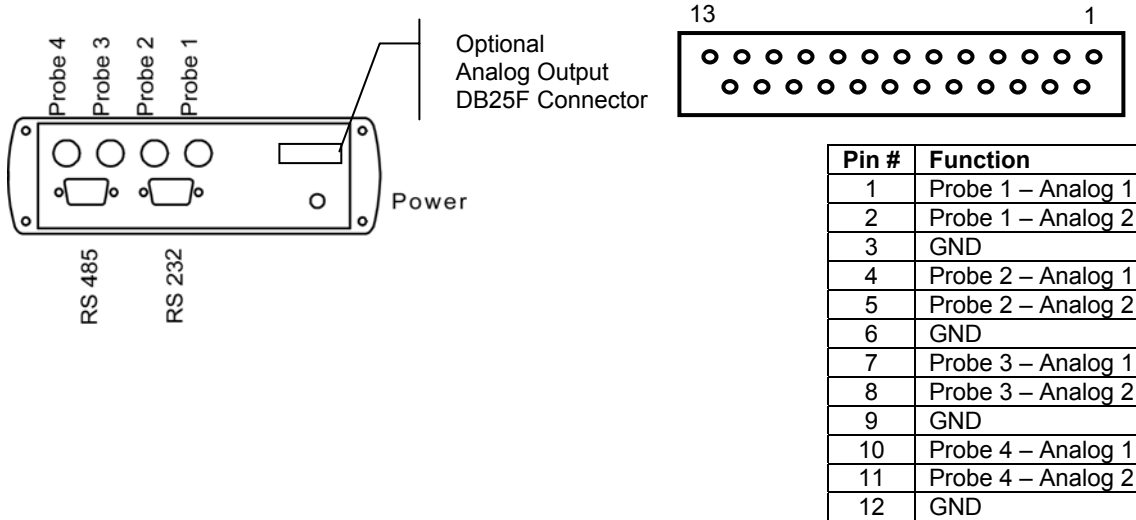 Probe 4
Probe 3
Probe 2
Probe 1
Optional
Analog Output
DB25F Connector
Power
RS 485
RS 232
13
1
Pin # Function
1 Probe 1 – Analog 1
2 Probe 1 – Analog 2
3 GND
4 Probe 2 – Analog 1
5 Probe 2 – Analog 2
6 GND
7 Probe 3 – Analog 1
8 Probe 3 – Analog 2
9 GND
10 Probe 4 – Analog 1
11 Probe 4 – Analog 2
12 GND